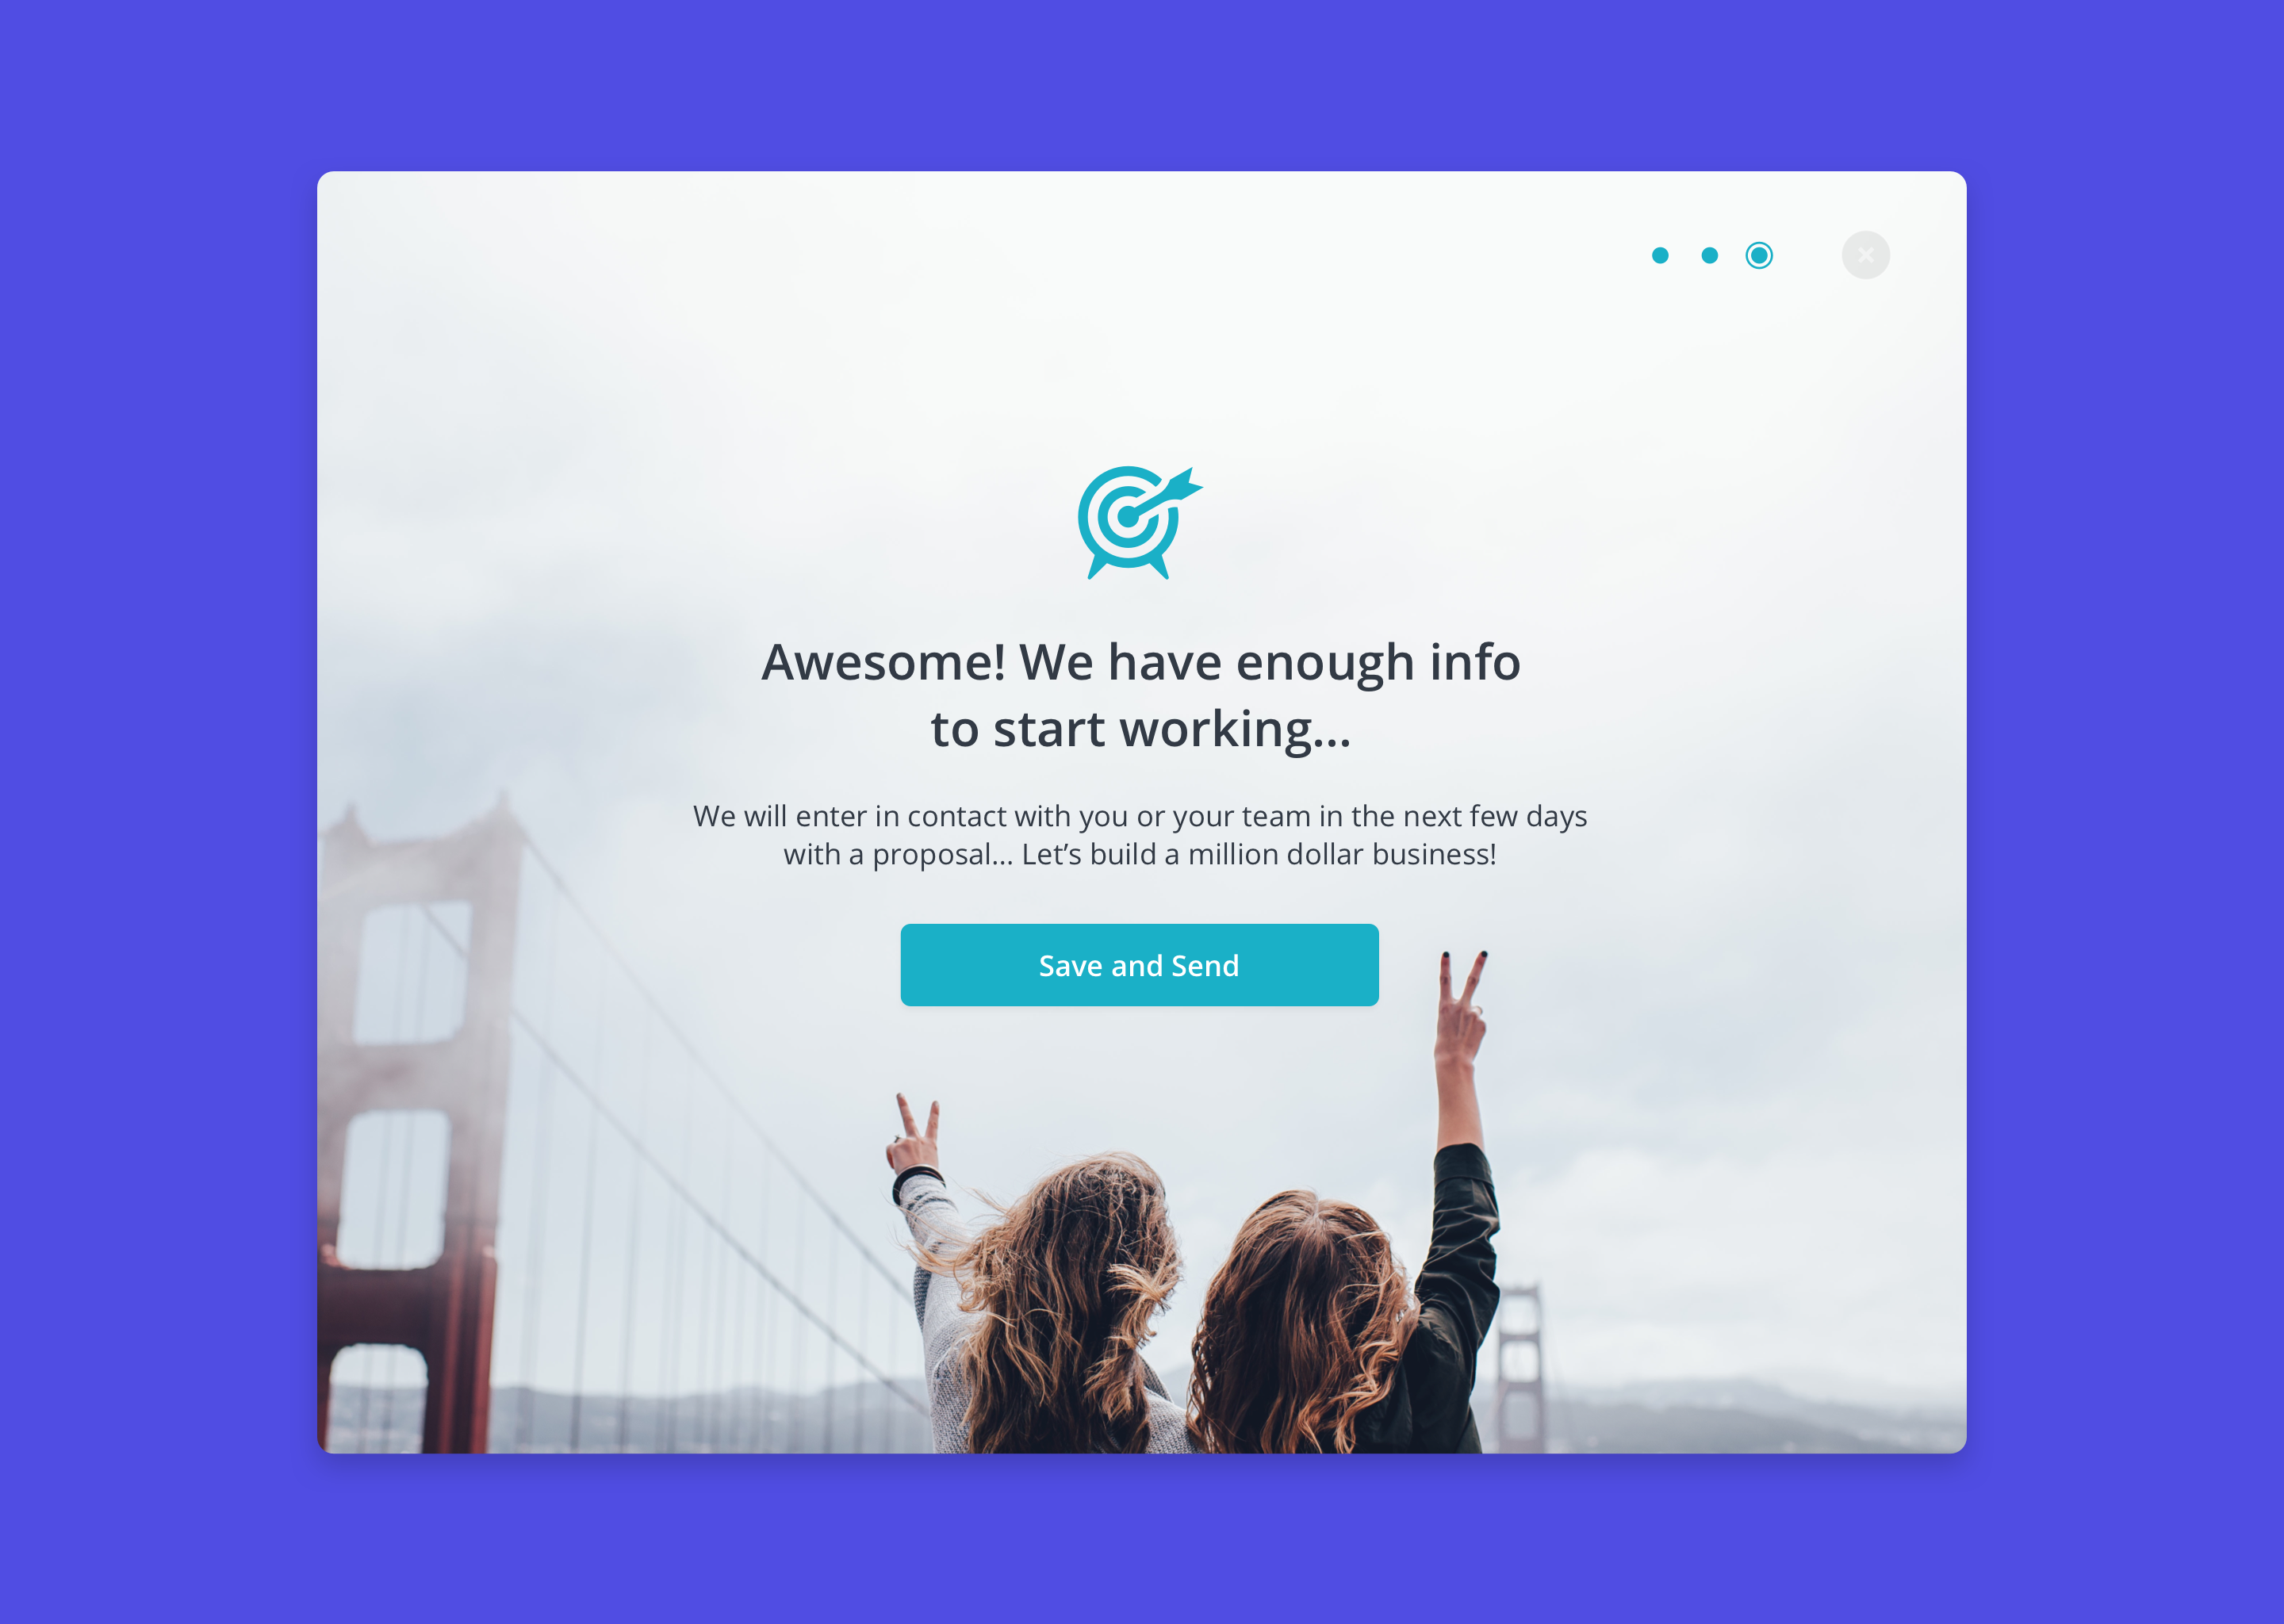 Awesome! We have enough info
to start working...
We will enter in contact with you or your team in the next few days
with a proposal... Let’s build a million dollar business!
Save and Send